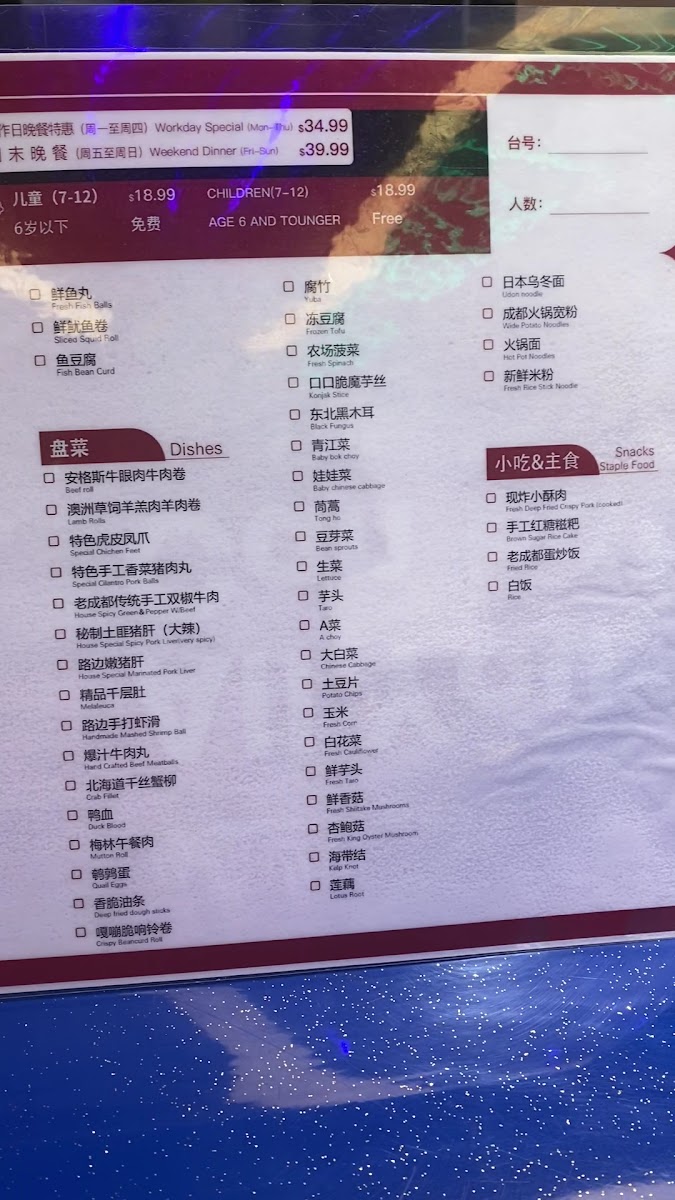 作日晚餐特惠（周一至周四）Workday Special (Mon-Thu) $34.99
末 晚 餐（周五至周日）Weekend Dinner (Fri-Sun) $39.99
儿童（7-12） $18.99 CHILDREN(7-12) $18.99
6岁以下 免费 AGE 6 AND TOUNGER Free
台号：
人数：
鲜鱼丸
Fresh Fish Balls
鲜鱿鱼卷
Sliced Squid Roll
鱼豆腐
Fish Bean Curd
盘菜 Dishes
安格斯牛眼肉牛肉卷
Beef roll
澳洲草饲羊羔肉羊肉卷
Lamb Rolls
特色虎皮凤爪
Special Chichen Feet
特色手工香菜猪肉丸
Special Cilantro Pork Balls
老成都传统手工双椒牛肉
House Spicy Green&Pepper W/Beef
秘制土匪猪肝（大辣）
House Special Spicy Pork Liver(very spicy)
路边嫩猪肝
House Special Marinated Pork Liver
精品千层肚
Melaleuca
路边手打虾滑
Handmade Mashed Shrimp Ball
爆汁牛肉丸
Hand Crafted Beef Meatballs
北海道千丝蟹柳
Crab Fillet
鸭血
Duck Blood
梅林午餐肉
Mutton Roll
鹌鹑蛋
Quail Eggs
香脆油条
Deep fried dough sticks
嘎嘣脆响铃卷
Crispy Beancurd Roll
腐竹
Yuba
冻豆腐
Frozen Tofu
农场菠菜
Fresh Spinach
口口脆魔芋丝
Konjak Slice
东北黑木耳
Black Fungus
青江菜
Baby bok choy
娃娃菜
Baby chinese cabbage
茼蒿
Tong ho
豆芽菜
Bean sprouts
生菜
Lettuce
芋头
Taro
A菜
A choy
大白菜
Chinese Cabbage
土豆片
Potato Chips
玉米
Fresh Corn
白花菜
Fresh Cauliflower
鲜芋头
Fresh Taro
鲜香菇
Fresh Shiitake Mushrooms
杏鲍菇
Fresh King Oyster Mushroom
海带结
Kelp Knot
莲藕
Lotus Root
日本乌冬面
Udon noodle
成都火锅宽粉
Wide Potato Noodles
火锅面
Hot Pot Noodles
新鲜米粉
Fresh Rice Stick Noodle
小吃&主食 Snacks
Staple Food
现炸小酥肉
Fresh Deep Fried Crispy Pork (cooked)
手工红糖糍粑
Brown Sugar Rice Cake
老成都蛋炒饭
Fried Rice
白饭
Rice